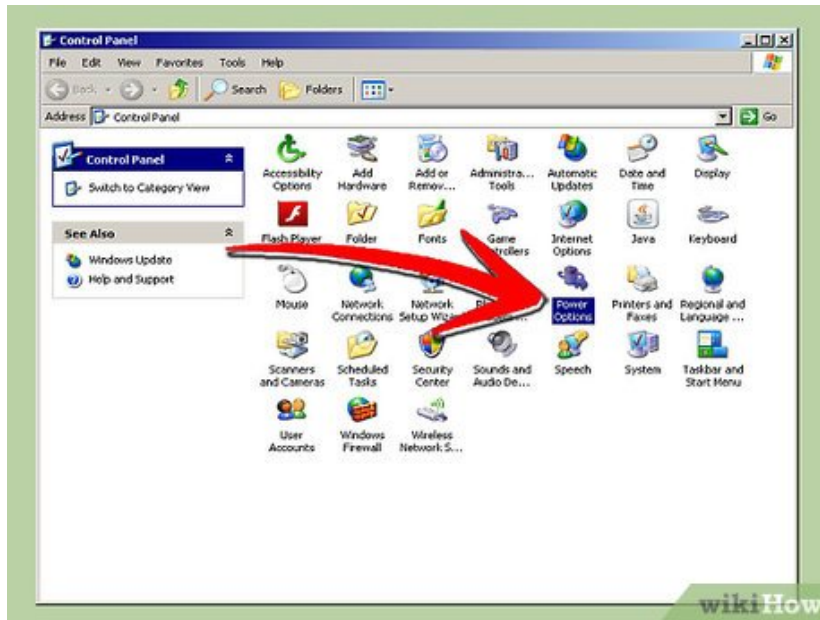 Control Panel
File Edit View Favorites Tools Help
Back Search Folders
Address Control Panel Go
Control Panel
Switch to Category View
See Also
Windows Update
Help and Support
Accessibility Options
Add Hardware
Add or Remov...
Administra... Tools
Automatic Updates
Date and Time
Display
Flash Player
Folder
Fonts
Game
Internet Options
Java
Keyboard
Mouse
Network Connections
Network Setup
Power Options
Printers and Faxes
Regional and Language ...
Scanners and Cameras
Scheduled Tasks
Security Center
Sounds and Audio De...
Speech
System
Taskbar and Start Menu
User Accounts
Windows Firewall
Wireless Network S...
wikiHow